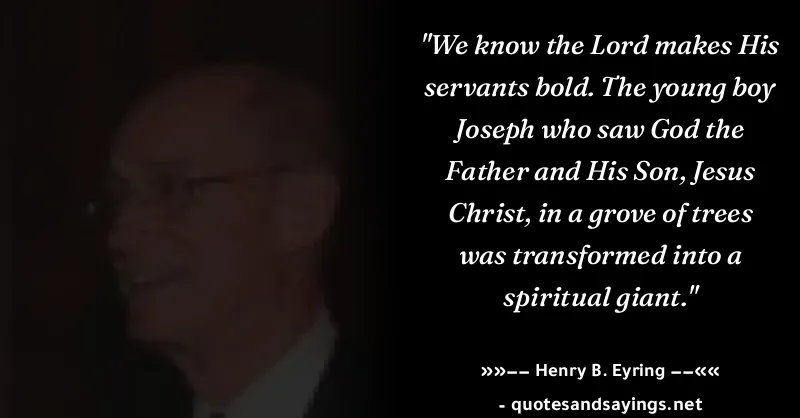 "We know the Lord makes His
servants bold. The young boy
Joseph who saw God the
Father and His Son, Jesus
Christ, in a grove of trees
was transformed into a
spiritual giant."
»»−− Henry B. Eyring −−««
- quotesandsayings.net